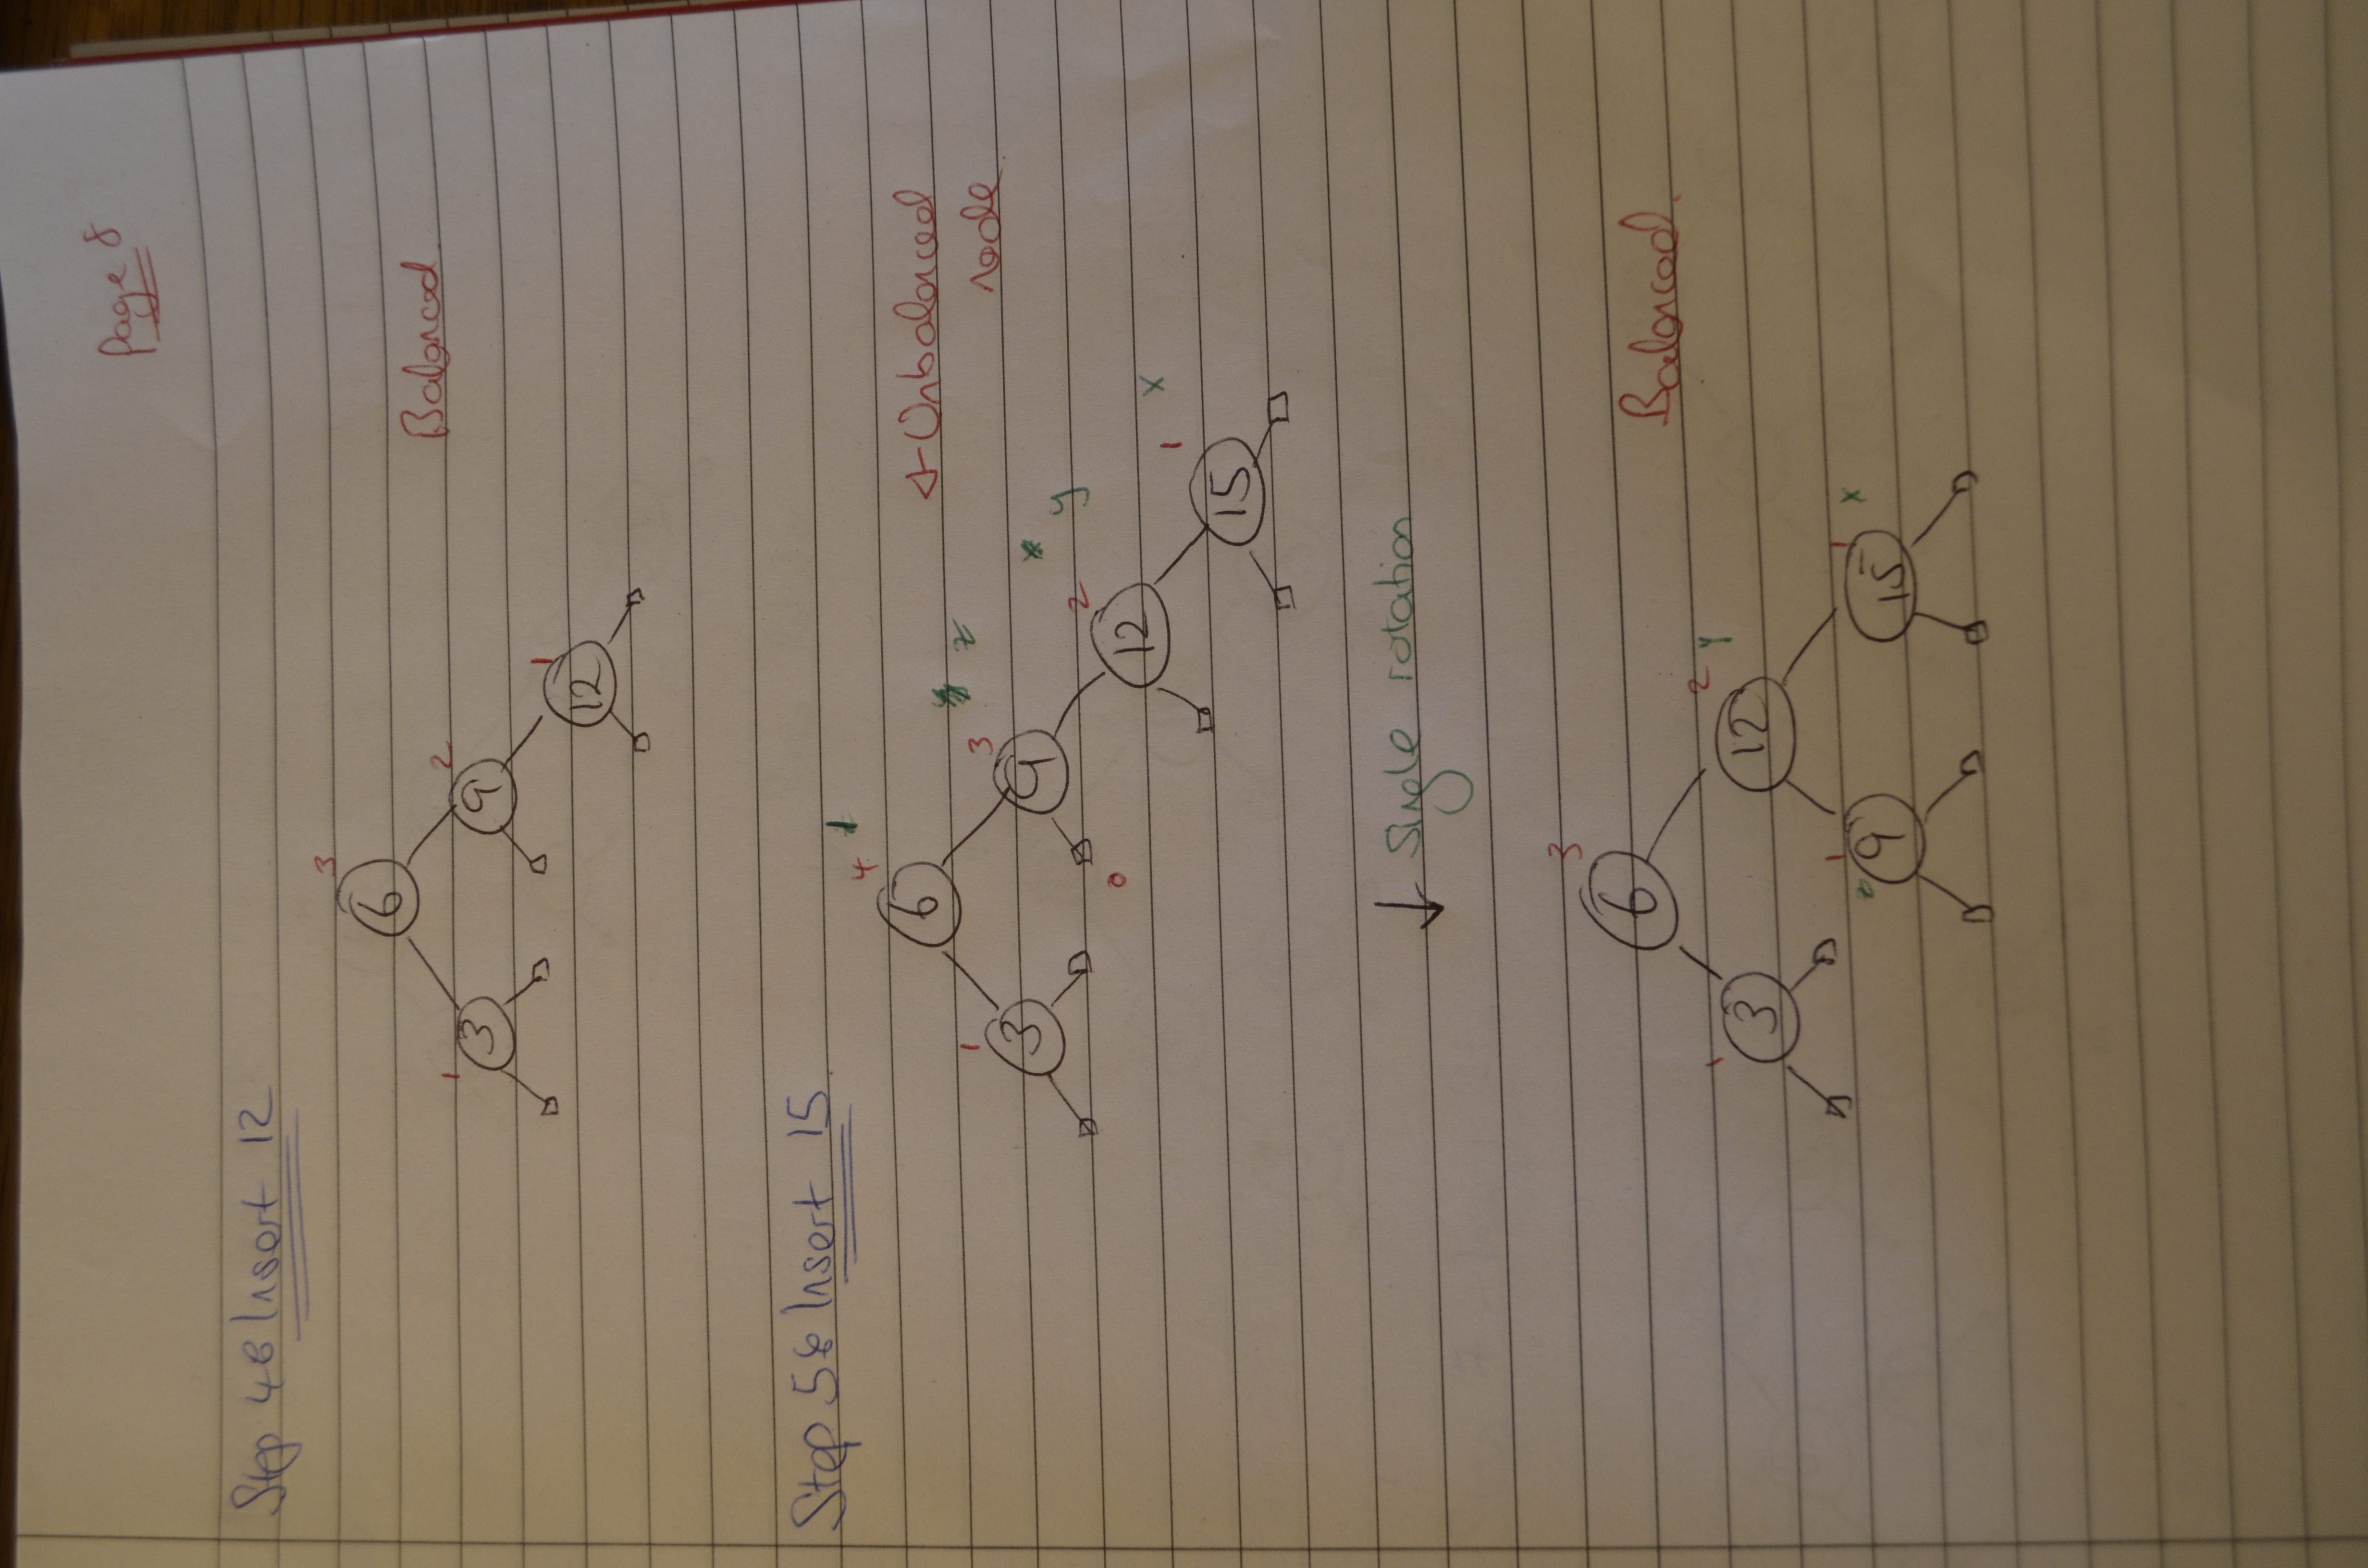 Page 8
Step 4: Insert 12
3
6
1 2
3 9
Balanced
1
12
Step 5: Insert 15.
4
6
Unbalanced
node
1 3 z
3 9
0 2 y
12
1 x
15
Single rotation
3
6
Balanced.
1 2 y
3 12
z 1 1 x
9 15